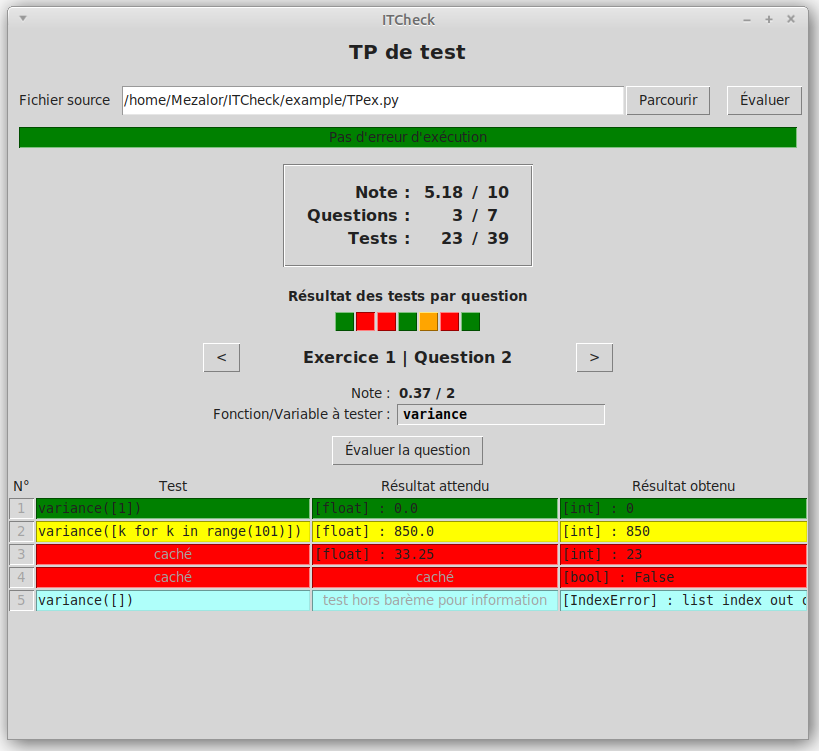 ITCheck
TP de test
Fichier source /home/Mezalor/ITCheck/example/TPex.py Parcourir Évaluer
Pas d'erreur d'exécution
Note : 5.18 / 10
Questions : 3 / 7
Tests : 23 / 39
Résultat des tests par question
< Exercice 1 | Question 2 >
Note : 0.37 / 2
Fonction/Variable à tester : variance
Évaluer la question
N° Test Résultat attendu Résultat obtenu
1 variance([1]) [float] : 0.0 [int] : 0
2 variance([k for k in range(101)]) [float] : 850.0 [int] : 850
3 caché [float] : 33.25 [int] : 23
4 caché caché [bool] : False
5 variance([]) test hors barème pour information [IndexError] : list index out